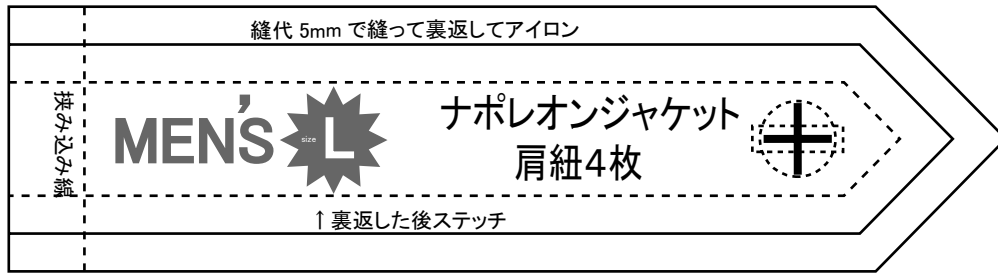 縫代 5mm で縫って裏返してアイロン
挟み込み線
MEN'S
size
L
ナポレオンジャケット
肩紐4枚
↑裏返した後ステッチ